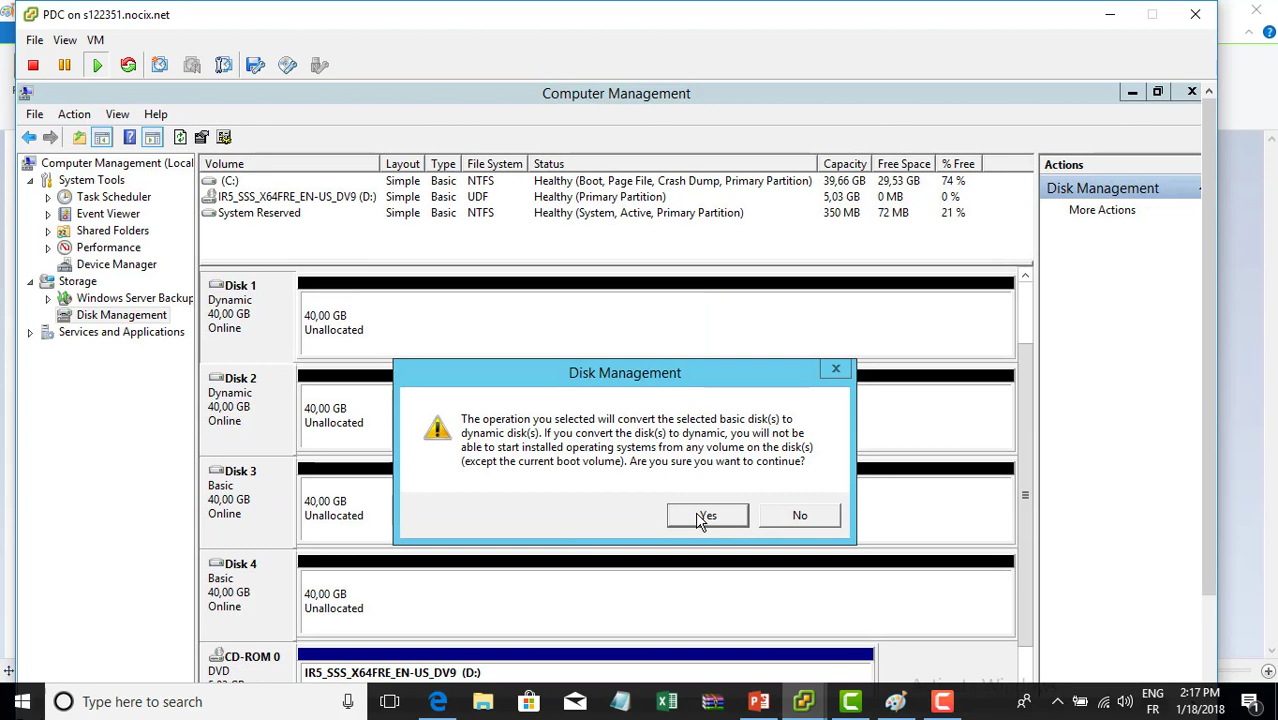 PDC on s122351.nocix.net
File View VM
Computer Management
File Action View Help
Computer Management (Local
System Tools
Task Scheduler
Event Viewer
Shared Folders
Performance
Device Manager
Storage
Windows Server Backup
Disk Management
Services and Applications
Volume Layout Type File System Status Capacity Free Space % Free
(C:) Simple Basic NTFS Healthy (Boot, Page File, Crash Dump, Primary Partition) 39,66 GB 29,53 GB 74 %
IR5_SSS_X64FRE_EN-US_DV9 (D:) Simple Basic UDF Healthy (Primary Partition) 5,03 GB 0 MB 0 %
System Reserved Simple Basic NTFS Healthy (System, Active, Primary Partition) 350 MB 72 MB 21 %
Actions
Disk Management
More Actions
Disk 1
Dynamic
40,00 GB
Online
40,00 GB
Unallocated
Disk 2
Dynamic
40,00 GB
Online
40,00 GB
Unallocated
Disk 3
Basic
40,00 GB
Online
40,00 GB
Unallocated
Disk 4
Basic
40,00 GB
Online
40,00 GB
Unallocated
CD-ROM 0
DVD
IR5_SSS_X64FRE_EN-US_DV9 (D:)
Disk Management
The operation you selected will convert the selected basic disk(s) to
dynamic disk(s). If you convert the disk(s) to dynamic, you will not be
able to start installed operating systems from any volume on the disk(s)
(except the current boot volume). Are you sure you want to continue?
Yes No
Type here to search
ENG
FR
2:17 PM
1/18/2018